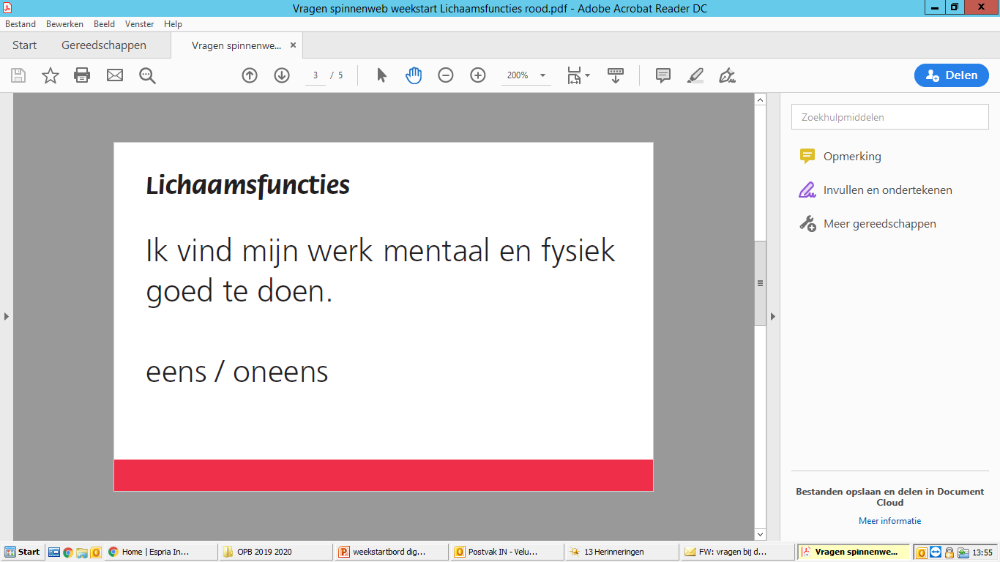 Vragen spinnenweb weekstart Lichaamsfuncties rood.pdf - Adobe Acrobat Reader DC
Bestand Bewerken Beeld Venster Help
Start Gereedschappen Vragen spinnenwe... ×
3 / 5 200% Delen
Zoekhulpmiddelen
Opmerking
Invullen en ondertekenen
Meer gereedschappen
Lichaamsfuncties
Ik vind mijn werk mentaal en fysiek
goed te doen.
eens / oneens
Bestanden opslaan en delen in Document
Cloud
Meer informatie
Start Home | Espria In... OPB 2019 2020 weekstartbord dig... Postvak IN - Velu... 13 Herinneringen FW: vragen bij d... Vragen spinnenwe... 13:55